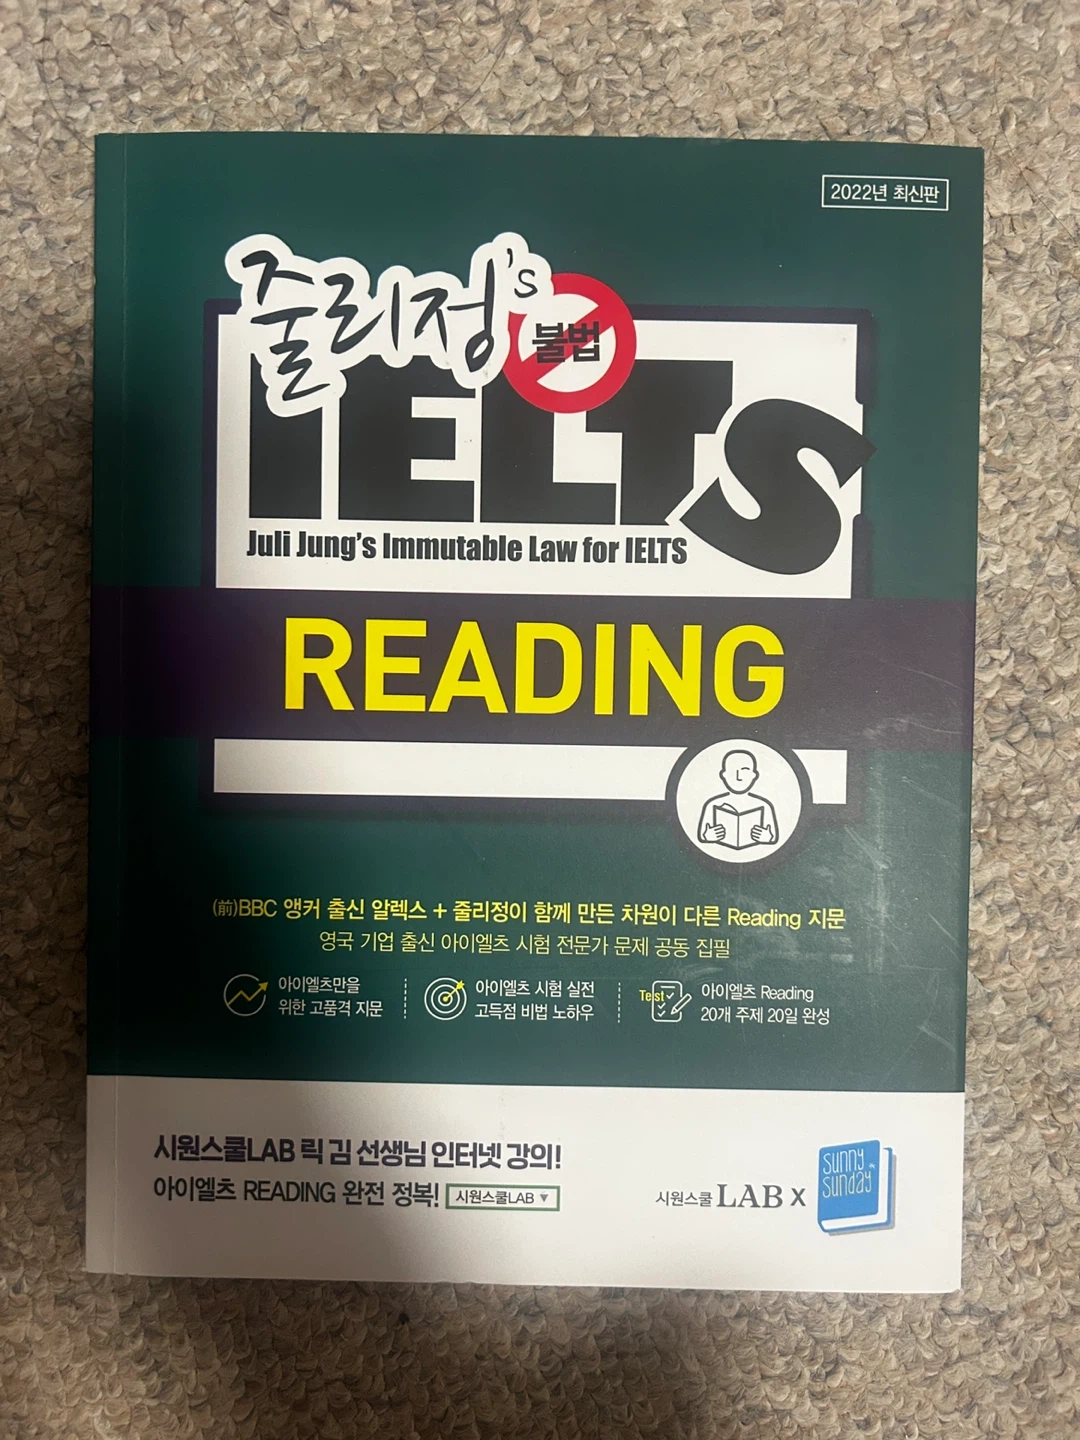 2022년 최신판
줄리정's
불법
IELTS
Juli Jung's Immutable Law for IELTS
READING
(前)BBC 앵커 출신 알렉스 + 줄리정이 함께 만든 차원이 다른 Reading 지문
영국 기업 출신 아이엘츠 시험 전문가 문제 공동 집필
아이엘츠만을
위한 고품격 지문
아이엘츠 시험 실전
고득점 비법 노하우
Test
아이엘츠 Reading
20개 주제 20일 완성
시원스쿨LAB 릭 김 선생님 인터넷 강의!
아이엘츠 READING 완전 정복! 시원스쿨LAB ▼
시원스쿨 LAB X
sunny
sunday